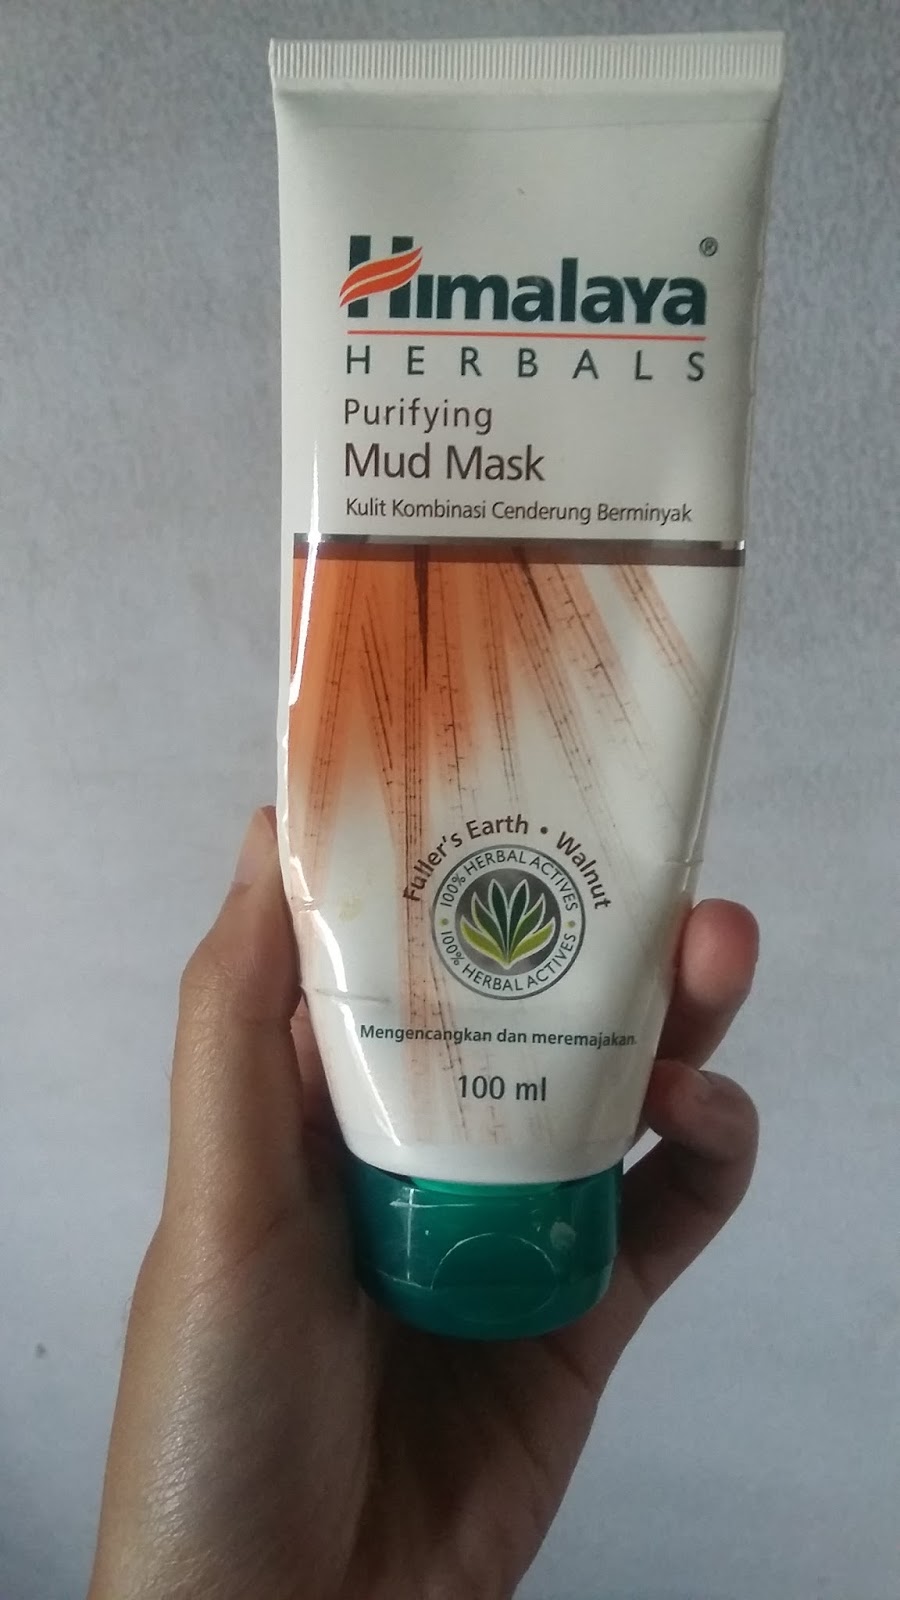 Himalaya®
HERBALS
Purifying
Mud Mask
Kulit Kombinasi Cenderung Berminyak
Fuller's Earth • Walnut
100% HERBAL ACTIVES
100% HERBAL ACTIVES
Mengencangkan dan meremajakan
100 ml